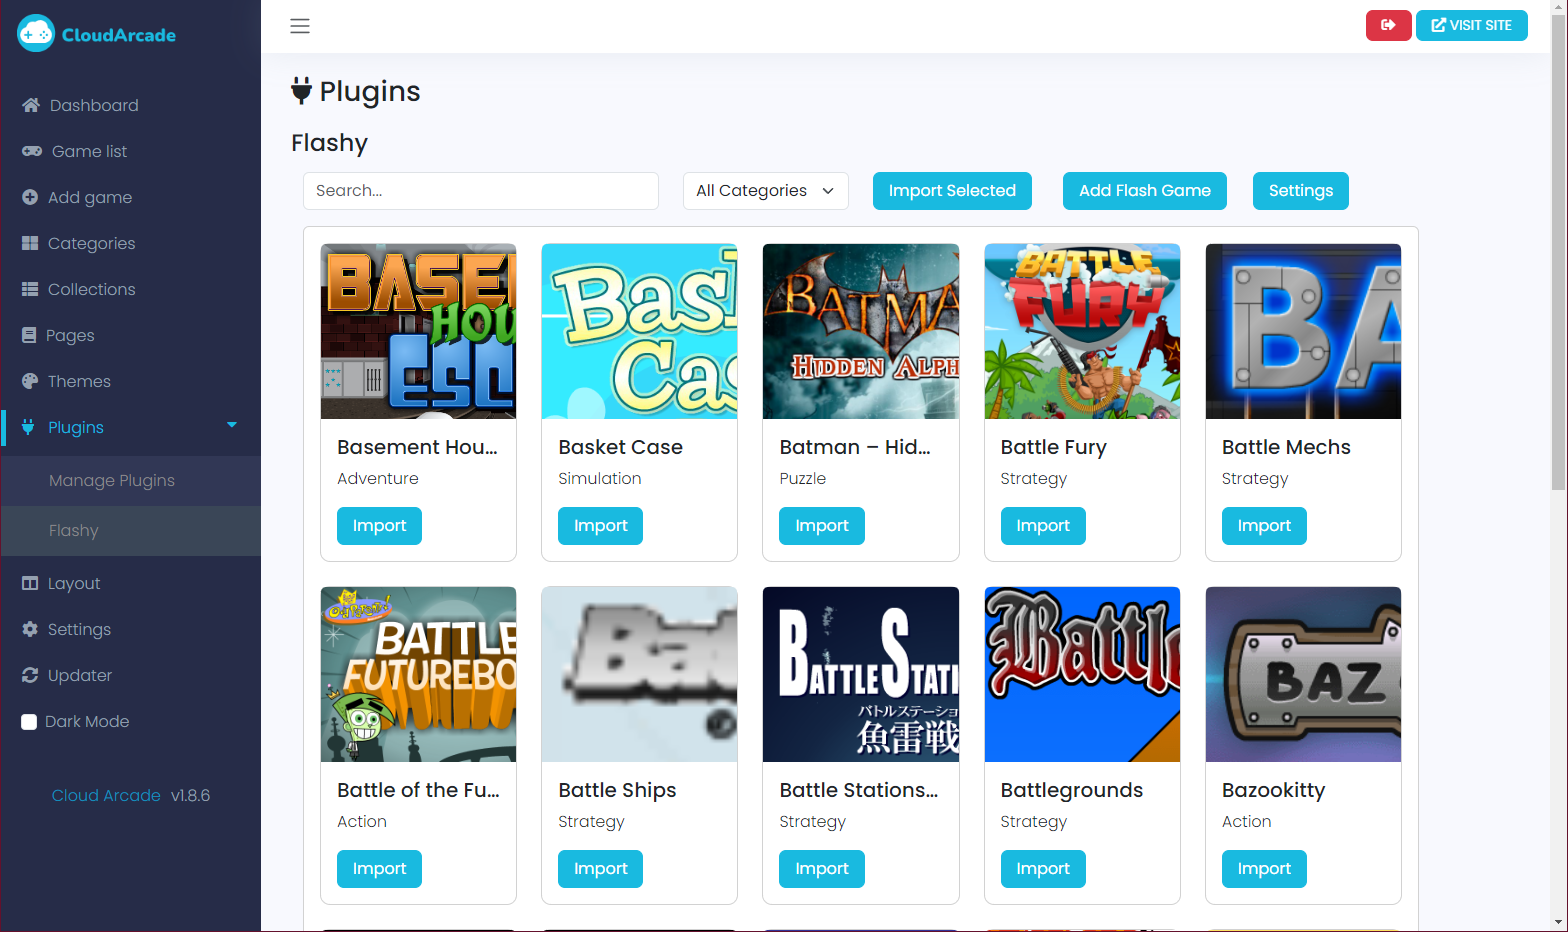 CloudArcade
VISIT SITE
Dashboard
Game list
Add game
Categories
Collections
Pages
Themes
Plugins
Manage Plugins
Flashy
Layout
Settings
Updater
Dark Mode
Cloud Arcade v1.8.6
Plugins
Flashy
Search...
All Categories
Import Selected
Add Flash Game
Settings
BASE
HOU
ESC
Basement Hou...
Adventure
Import
Bas
Cas
Basket Case
Simulation
Import
BATMA
HIDDEN ALPH
Batman – Hid...
Puzzle
Import
BATTLE
FURY
Battle Fury
Strategy
Import
BA
Battle Mechs
Strategy
Import
BATTLE
FUTUREBO
Battle of the Fu...
Action
Import
Ba
Battle Ships
Strategy
Import
BATTLESTATI
バトルステーショ
魚雷戦
Battle Stations...
Strategy
Import
Battle
Battlegrounds
Strategy
Import
BAZ
Bazookitty
Action
Import